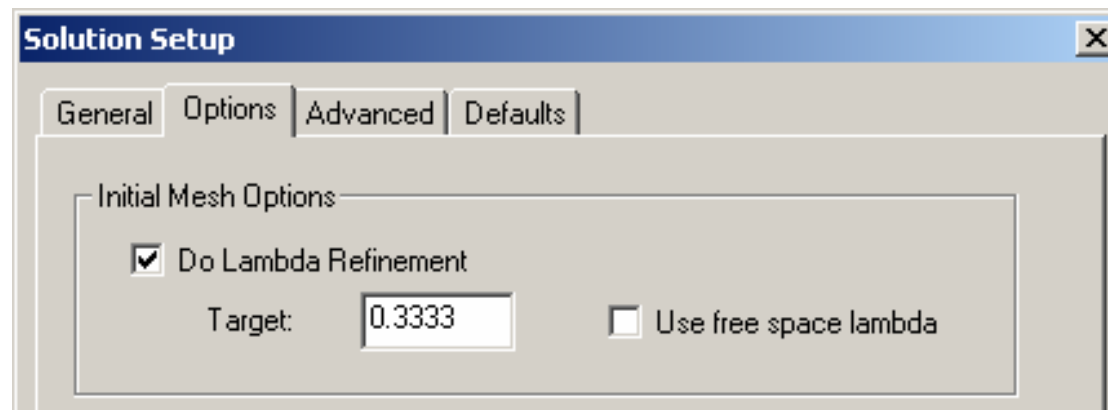 Solution Setup
General Options Advanced Defaults
Initial Mesh Options
Do Lambda Refinement
Target: 0.3333 Use free space lambda